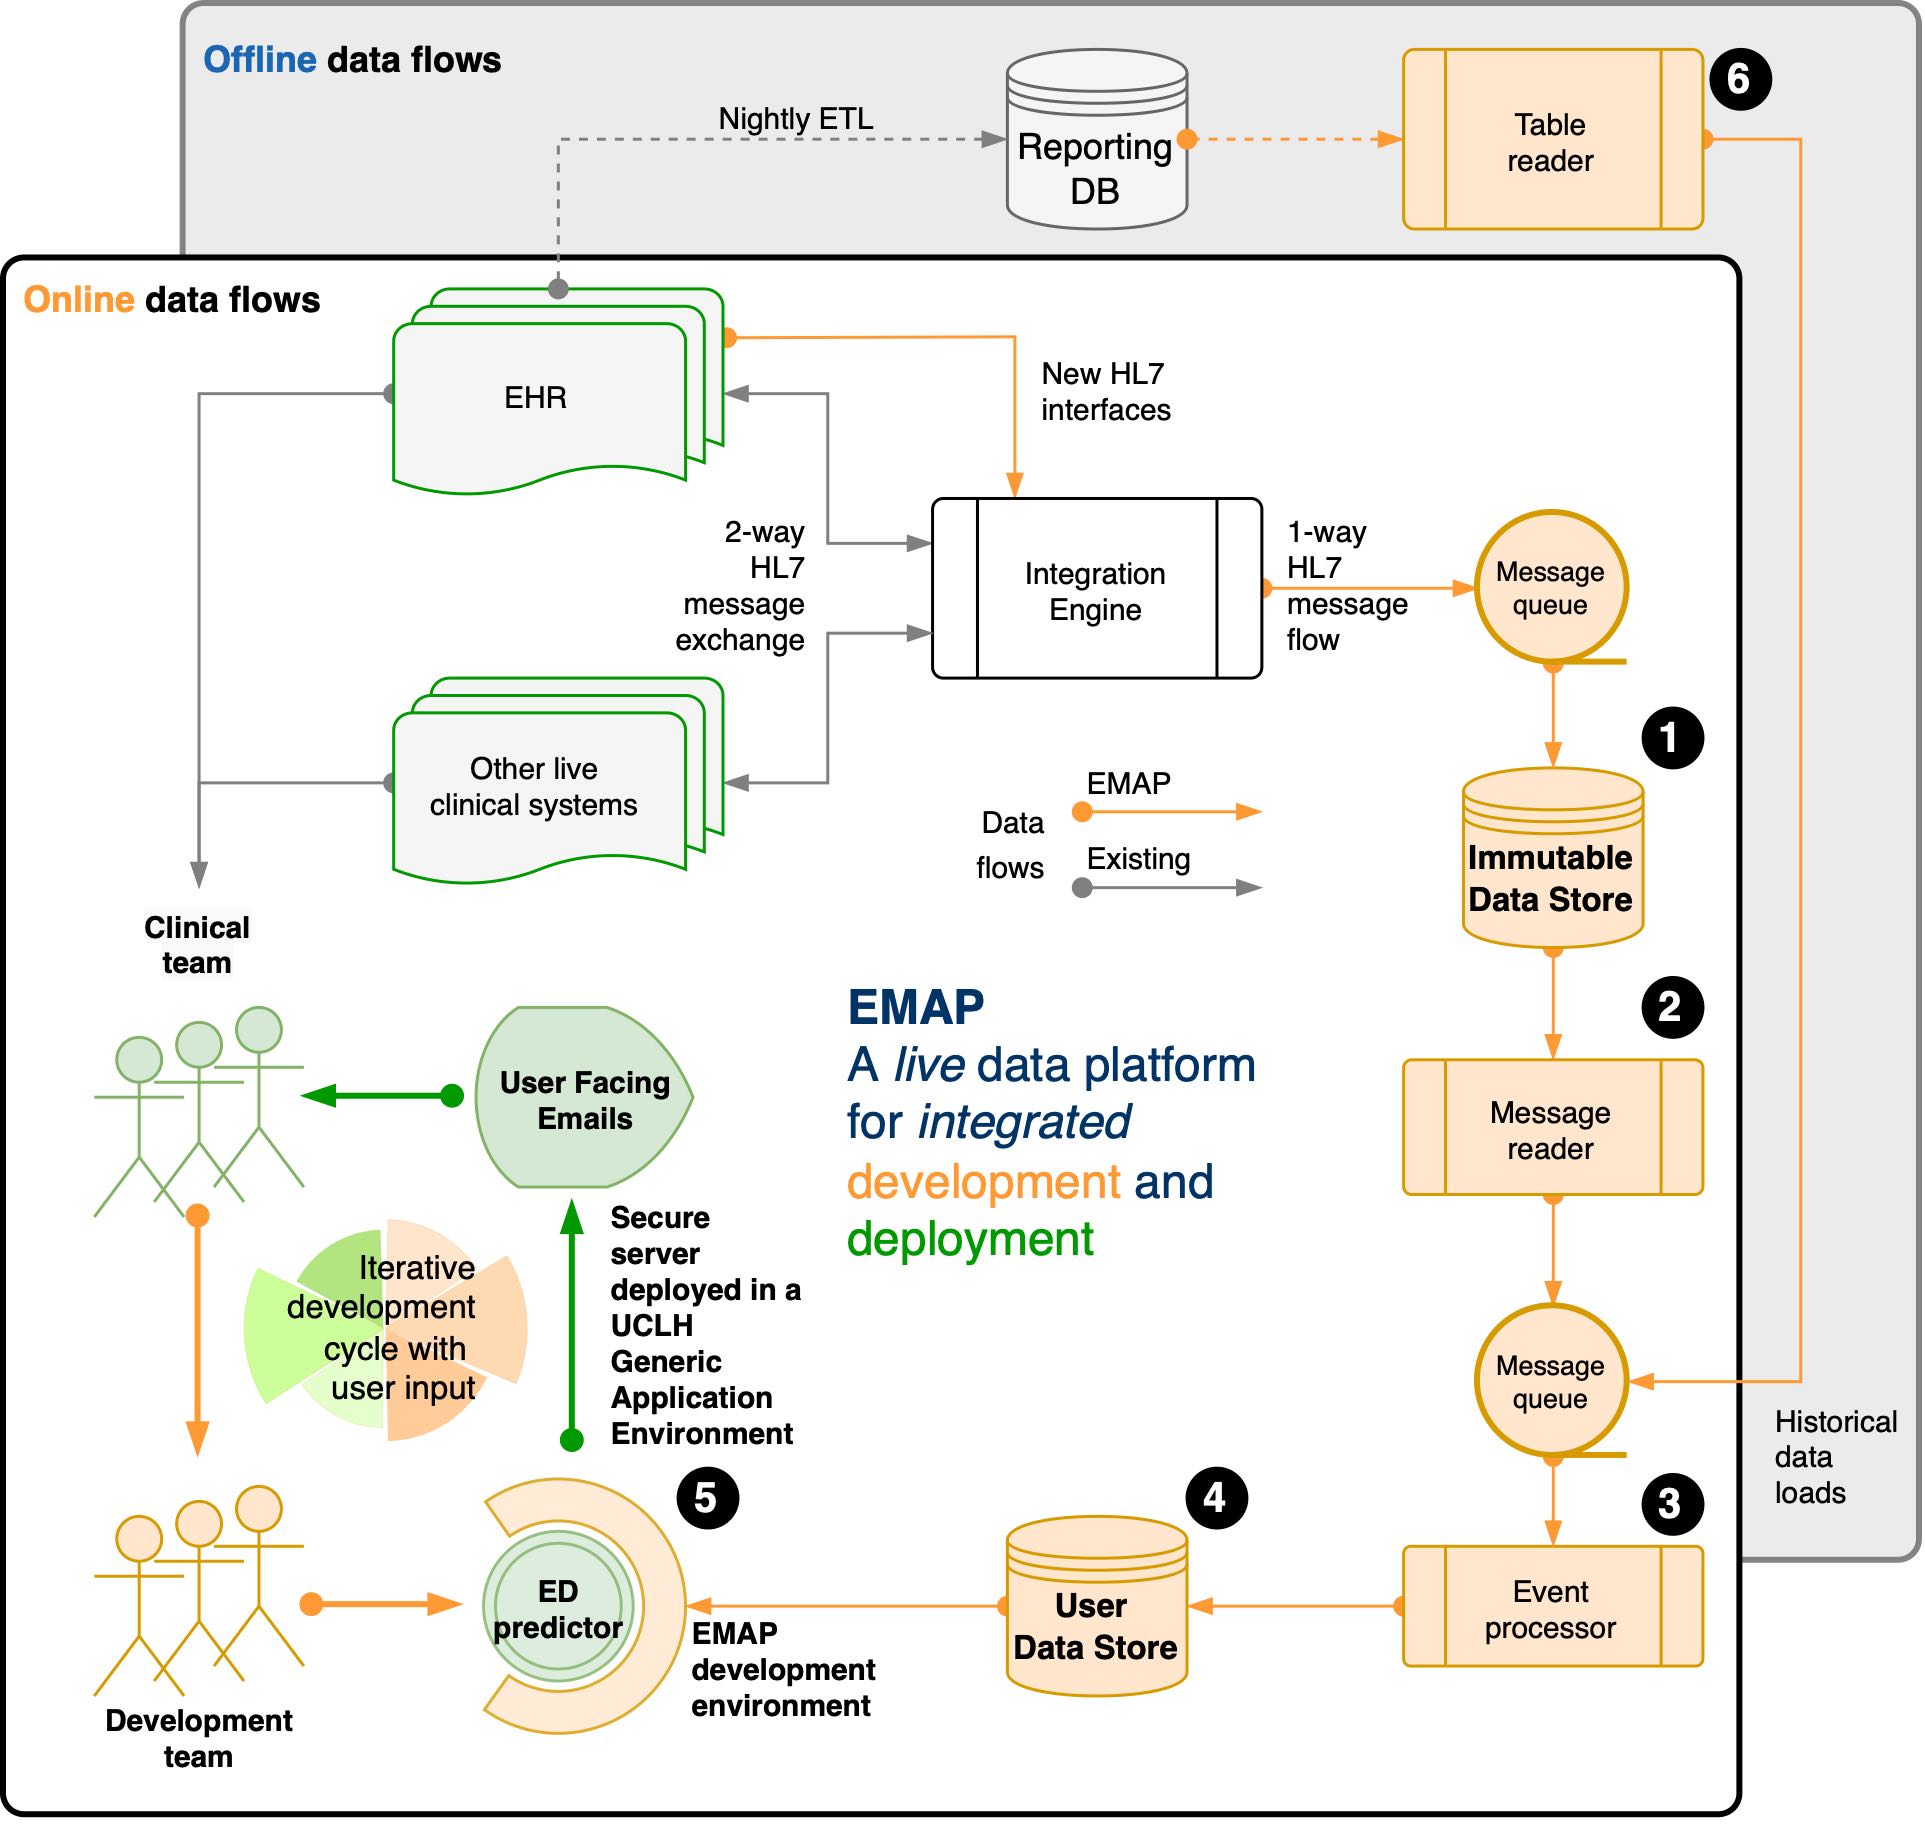 Offline data flows
Nightly ETL
Reporting
DB
Table
reader
6
Online data flows
EHR
New HL7
interfaces
2-way
HL7
message
exchange
Integration
Engine
1-way
HL7
message
flow
Message
queue
1
Other live
clinical systems
Data
flows
EMAP
Existing
Immutable
Data Store
Clinical
team
2
User Facing
Emails
EMAP
A live data platform
for integrated
development and
deployment
Message
reader
Secure
server
deployed in a
UCLH
Generic
Application
Environment
Iterative
development
cycle with
user input
Message
queue
Historical
data
loads
5
4
3
ED
predictor
EMAP
development
environment
User
Data Store
Event
processor
Development
team